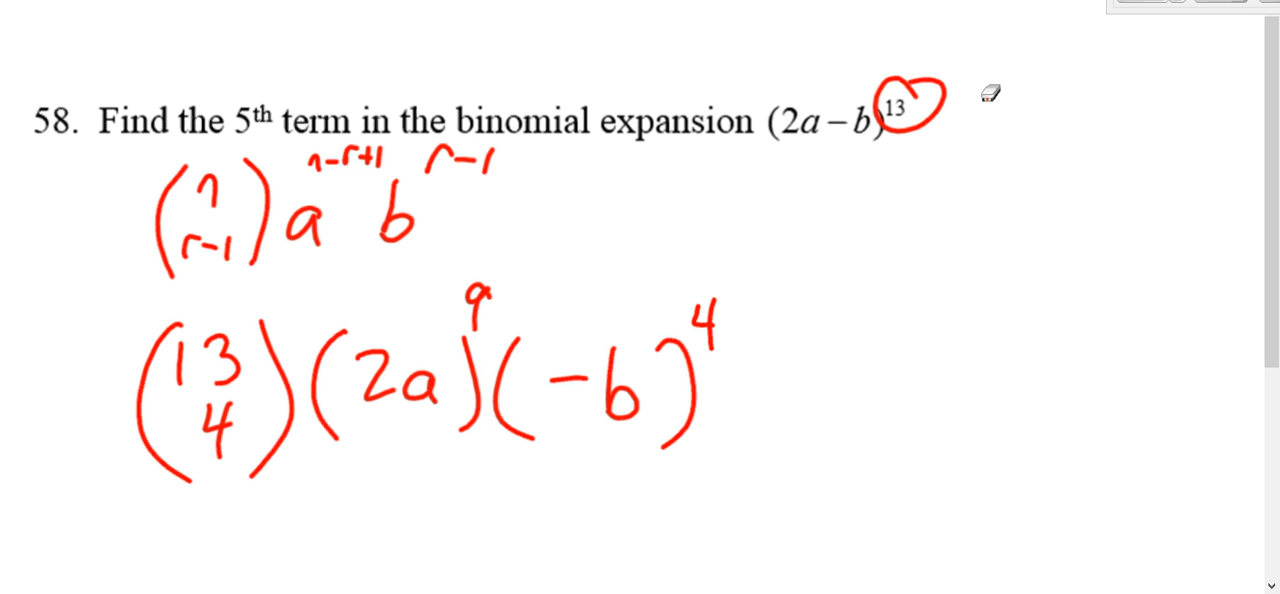 58. Find the 5th term in the binomial expansion (2a – b)^13
(n r-1) a^n-r+1 b^r-1
(13 4) (2a)^9 (-b)^4